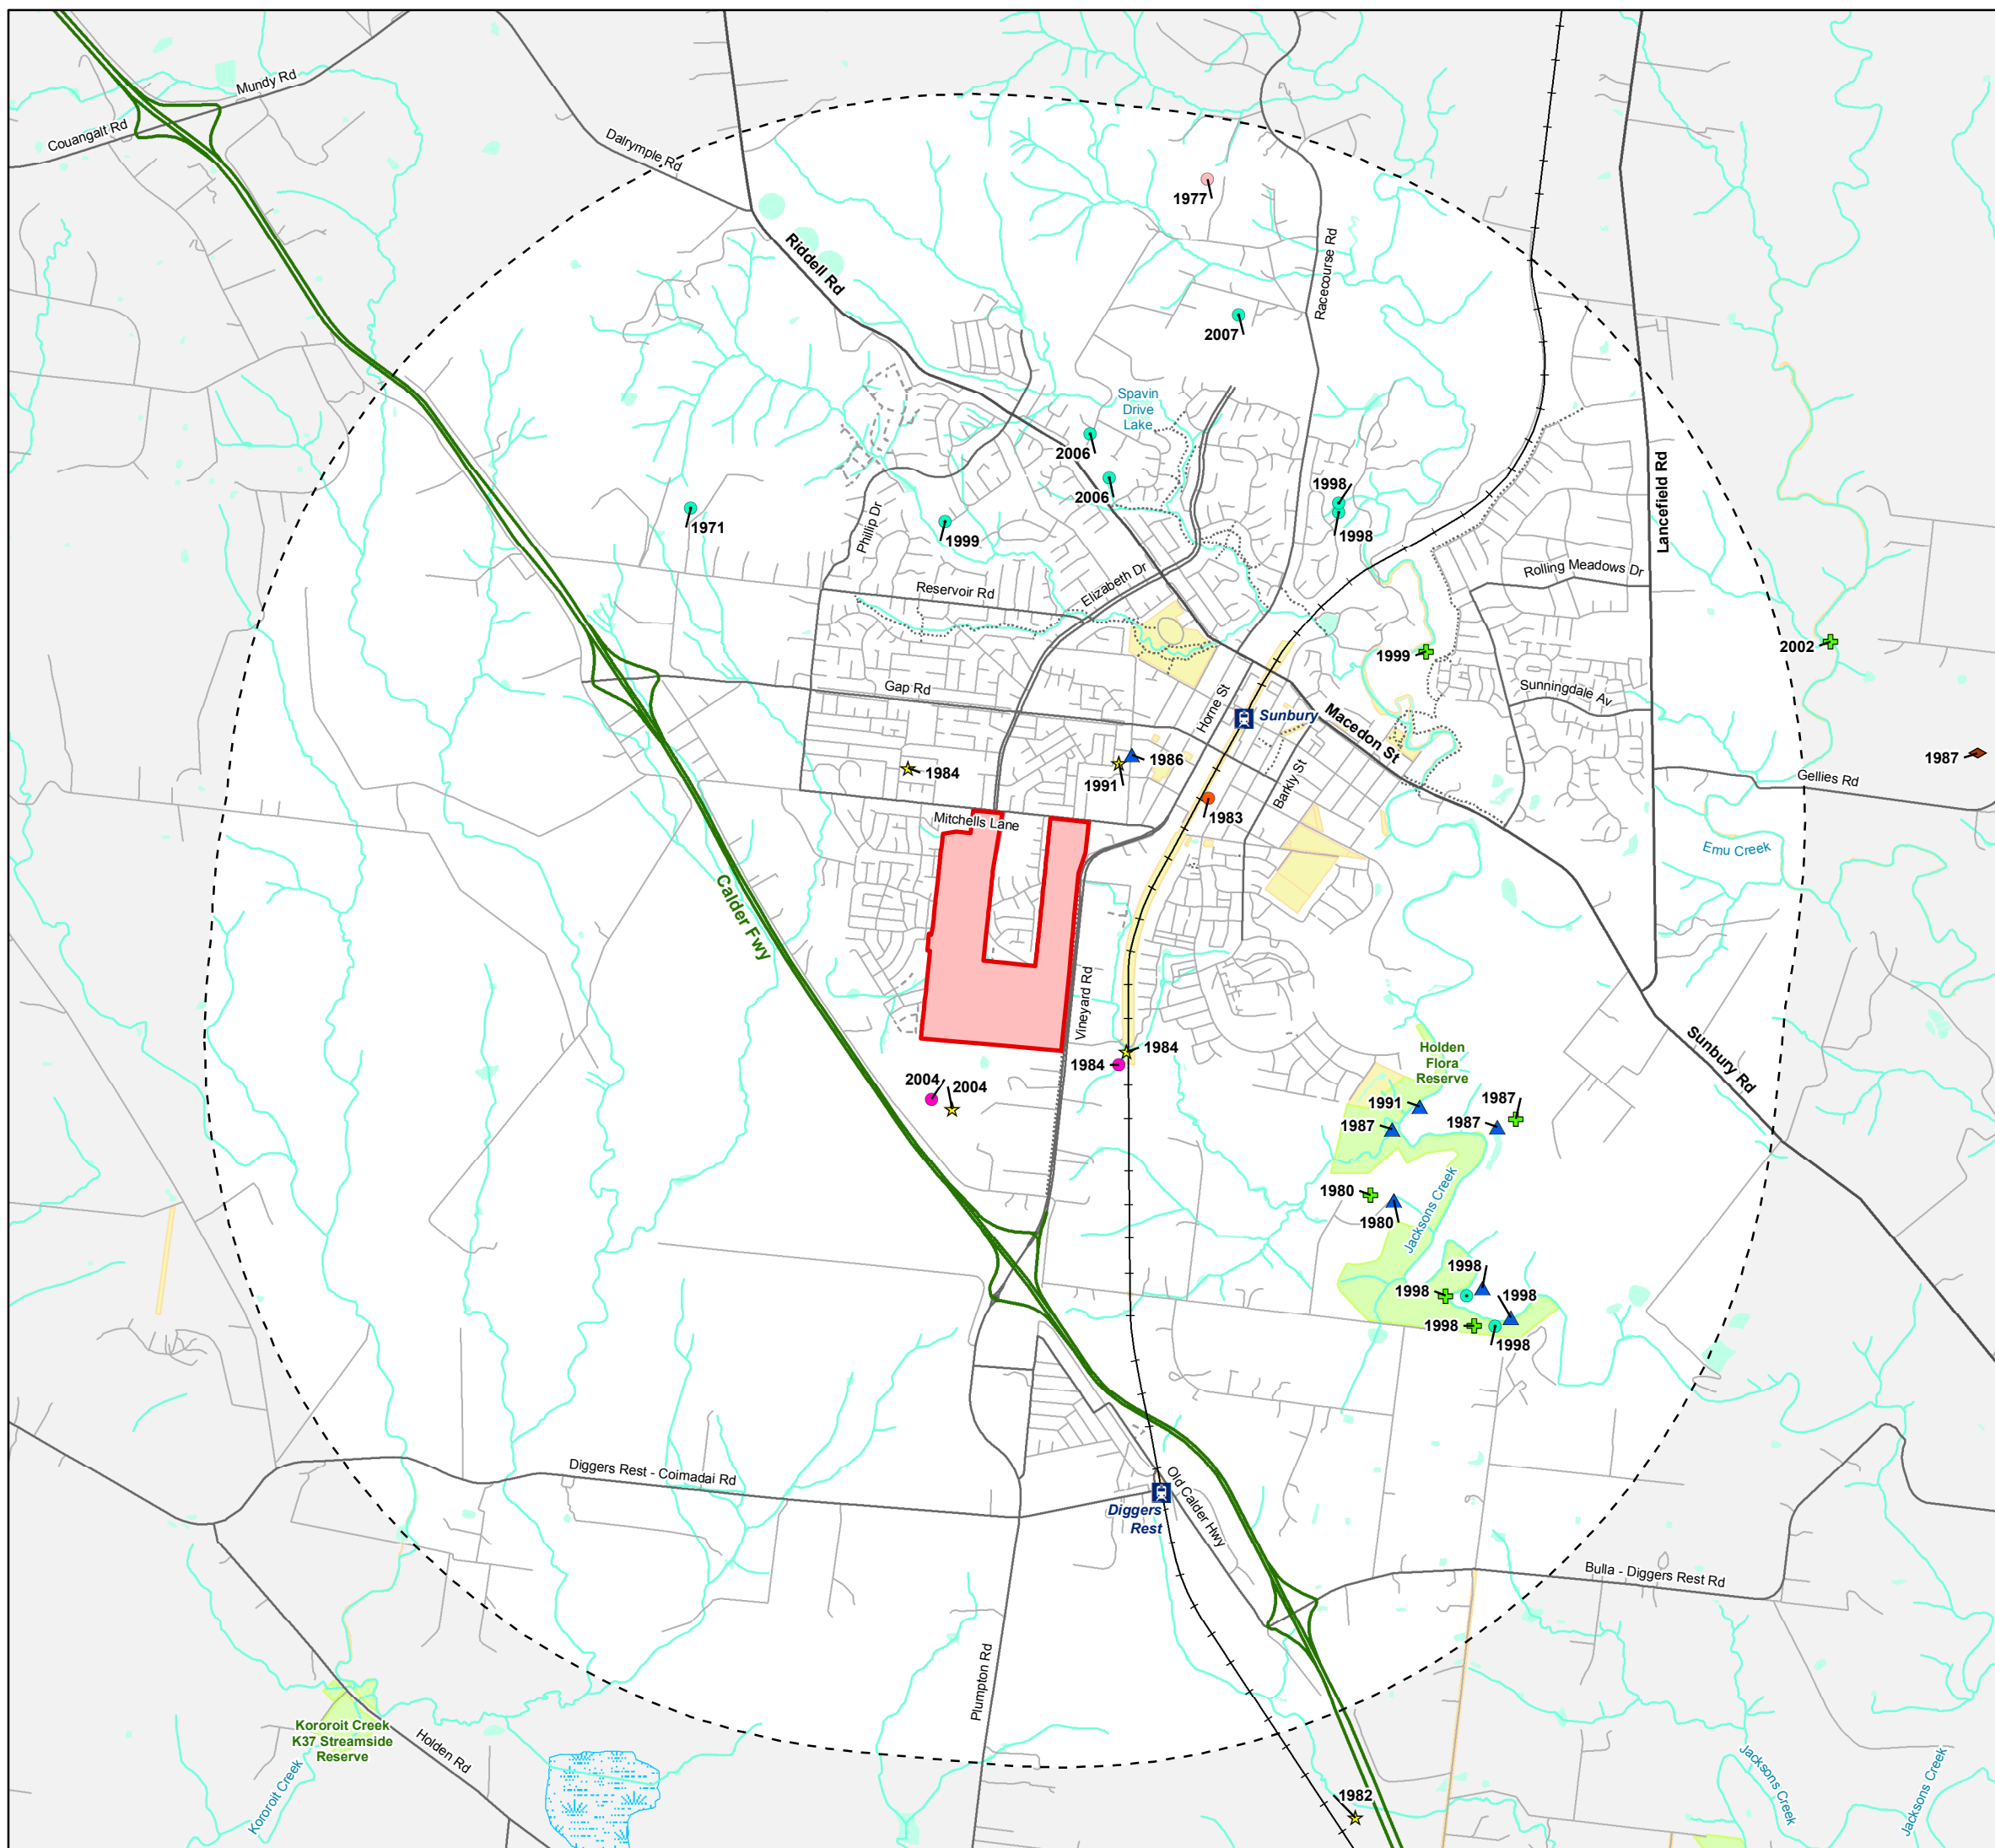 Mundy Rd
Couangalt Rd
Dalrymple Rd
1977
Riddell Rd
Racecourse Rd
2007
Spavin
Drive
Lake
2006
2006
1998
1998
1971
1999
Phillip Dr
Lancefield Rd
Reservoir Rd
Elizabeth Dr
Rolling Meadows Dr
1999
2002
Gap Rd
Horne St
Sunbury
Macedon St
Sunningdale Av
1984
1986
1991
1987
Gellies Rd
Barkly St
1983
Mitchells Lane
Emu Creek
Calder Fwy
Vineyard Rd
1984
1984
Holden
Flora
Reserve
Sunbury Rd
2004
2004
1991
1987
1987
1987
1980
1980
Jacksons Creek
1998
1998
1998
1998
1998
Diggers Rest - Coimadai Rd
Old Calder Hwy
Diggers
Rest
Bulla - Diggers Rest Rd
Plumpton Rd
Kororoit Creek
K37 Streamside
Reserve
Holden Rd
Kororoit Creek
1982
Jacksons Creek
Jacksons Creek